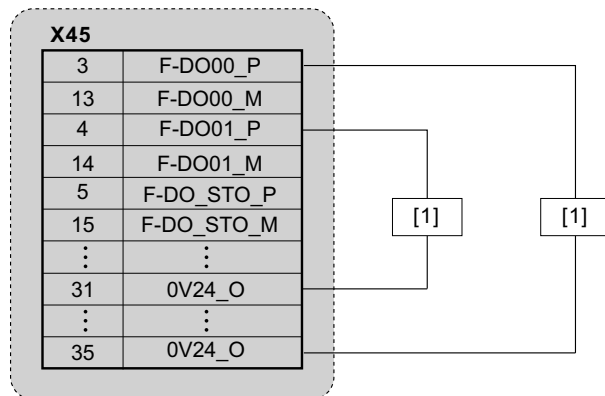 X45
3 F-DO00_P
13 F-DO00_M
4 F-DO01_P
14 F-DO01_M
5 F-DO_STO_P
15 F-DO_STO_M
[1] [1]
⋮ ⋮
31 0V24_O
⋮ ⋮
35 0V24_O